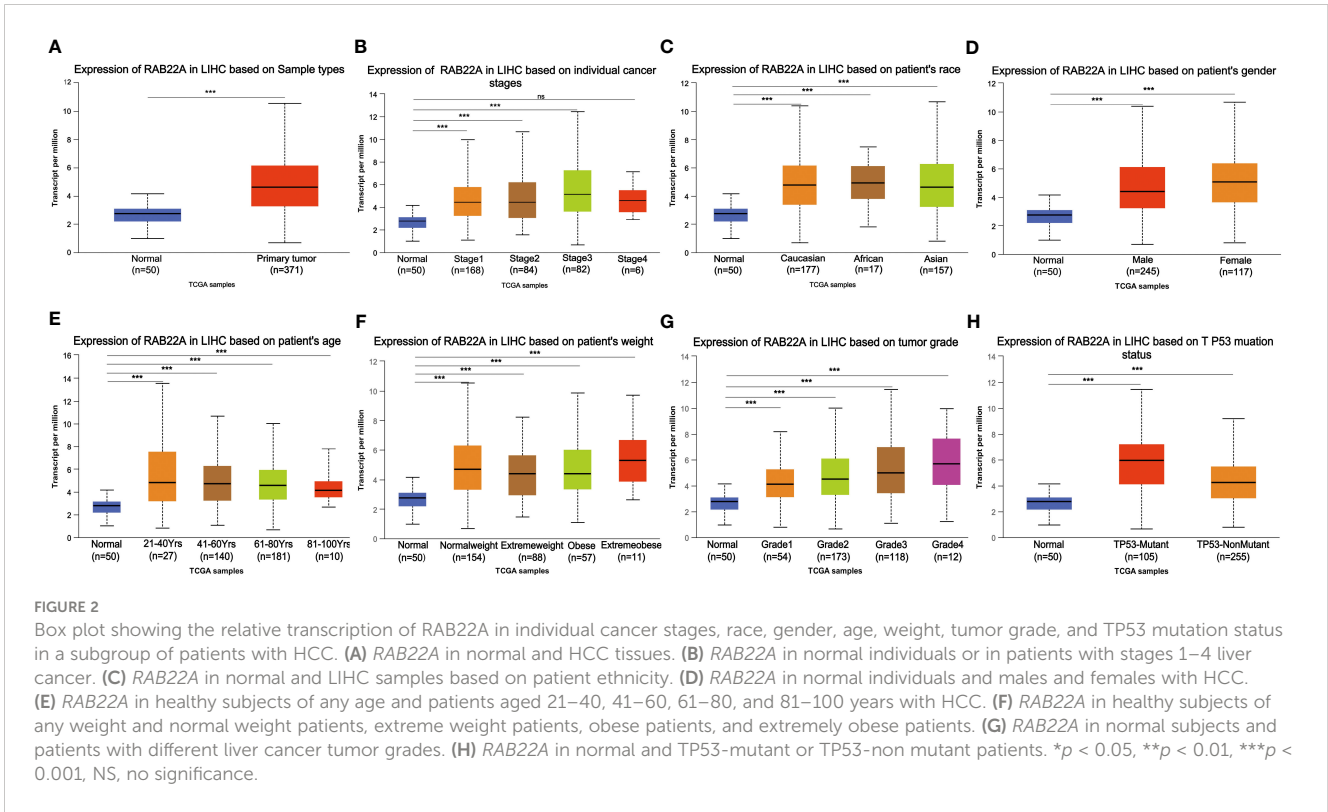 A
Expression of RAB22A in LIHC based on Sample types
Transcript per million
12
10
8
6
4
2
0
***
Normal
(n=50)
Primary tumor
(n=371)
TCGA samples
B
Expression of RAB22A in LIHC based on individual cancer
stages
Transcript per million
14
12
10
8
6
4
2
0
ns
***
***
***
Normal
(n=50)
Stage1
(n=168)
Stage2
(n=84)
Stage3
(n=82)
Stage4
(n=6)
TCGA samples
C
Expression of RAB22A in LIHC based on patient's race
Transcript per million
12
10
8
6
4
2
0
***
***
***
Normal
(n=50)
Caucasian
(n=177)
African
(n=17)
Asian
(n=157)
TCGA samples
D
Expression of RAB22A in LIHC based on patient's gender
Transcript per million
12
10
8
6
4
2
0
***
***
Normal
(n=50)
Male
(n=245)
Female
(n=117)
TCGA samples
E
Expression of RAB22A in LIHC based on patient's age
Transcript per million
16
14
12
10
8
6
4
2
0
***
***
***
***
Normal
(n=50)
21-40Yrs
(n=27)
41-60Yrs
(n=140)
61-80Yrs
(n=181)
81-100Yrs
(n=10)
TCGA samples
F
Expression of RAB22A in LIHC based on patient's weight
Transcript per million
12
10
8
6
4
2
0
***
***
***
***
Normal
(n=50)
Normalweight
(n=154)
Extremeweight
(n=88)
Obese
(n=57)
Extremeobese
(n=11)
TCGA samples
G
Expression of RAB22A in LIHC based on tumor grade
Transcript per million
14
12
10
8
6
4
2
0
***
***
***
***
Normal
(n=50)
Grade1
(n=54)
Grade2
(n=173)
Grade3
(n=118)
Grade4
(n=12)
TCGA samples
H
Expression of RAB22A in LIHC based on T P53 muation
status
Transcript per million
14
12
10
8
6
4
2
0
***
***
Normal
(n=50)
TP53-Mutant
(n=105)
TP53-NonMutant
(n=255)
TCGA samples
FIGURE 2
Box plot showing the relative transcription of RAB22A in individual cancer stages, race, gender, age, weight, tumor grade, and TP53 mutation status
in a subgroup of patients with HCC. (A) RAB22A in normal and HCC tissues. (B) RAB22A in normal individuals or in patients with stages 1–4 liver
cancer. (C) RAB22A in normal and LIHC samples based on patient ethnicity. (D) RAB22A in normal individuals and males and females with HCC.
(E) RAB22A in healthy subjects of any age and patients aged 21–40, 41–60, 61–80, and 81–100 years with HCC. (F) RAB22A in healthy subjects of
any weight and normal weight patients, extreme weight patients, obese patients, and extremely obese patients. (G) RAB22A in normal subjects and
patients with different liver cancer tumor grades. (H) RAB22A in normal and TP53-mutant or TP53-non mutant patients. *p < 0.05, **p < 0.01, ***p <
0.001, NS, no significance.